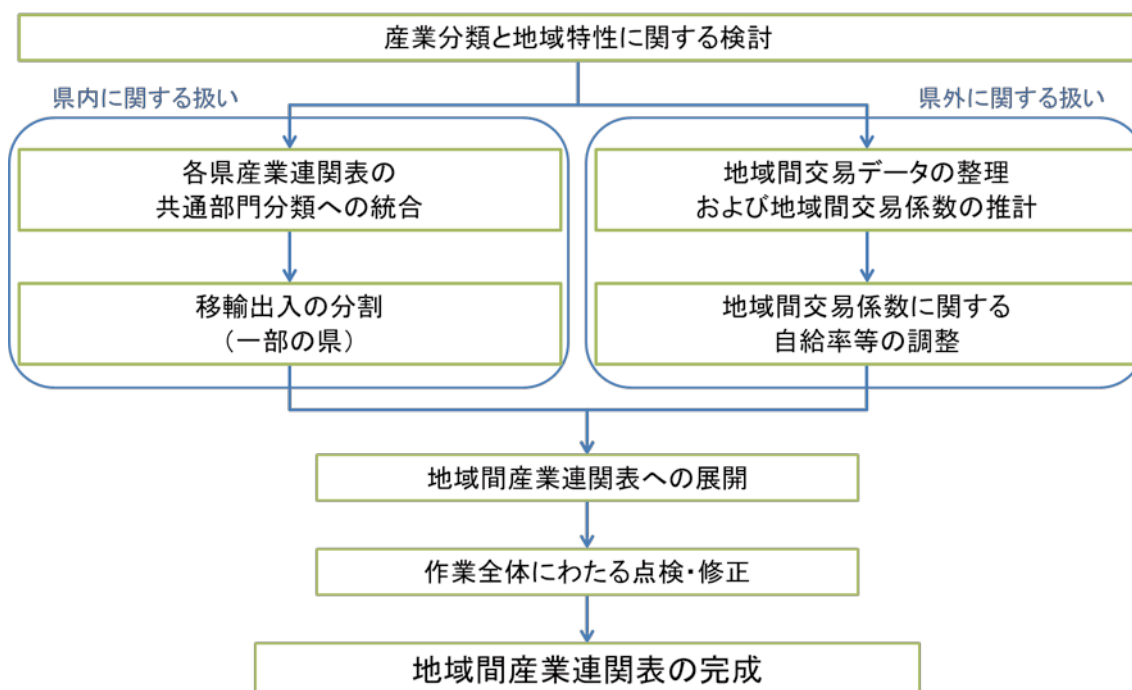 産業分類と地域特性に関する検討
県内に関する扱い
県外に関する扱い
各県産業連関表の
共通部門分類への統合
地域間交易データの整理
および地域間交易係数の推計
移輸出入の分割
（一部の県）
地域間交易係数に関する
自給率等の調整
地域間産業連関表への展開
作業全体にわたる点検・修正
地域間産業連関表の完成